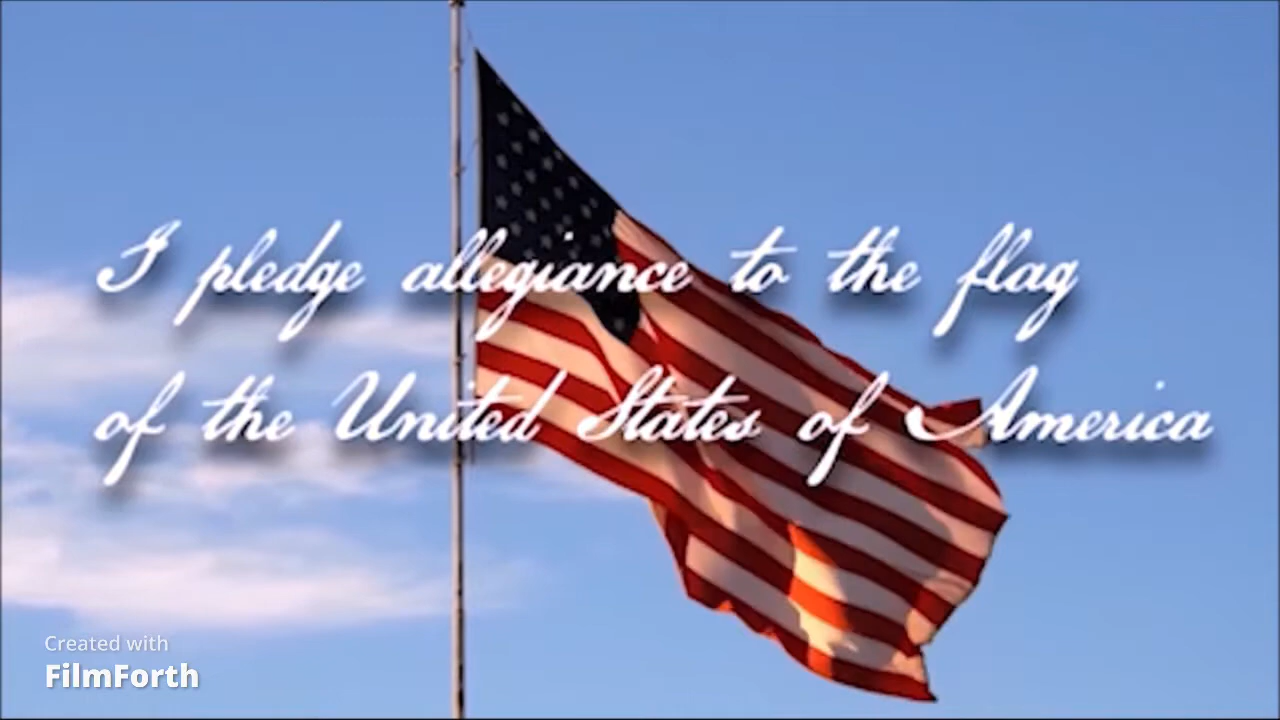 I pledge allegiance to the flag
of the United States of America
Created with
FilmForth